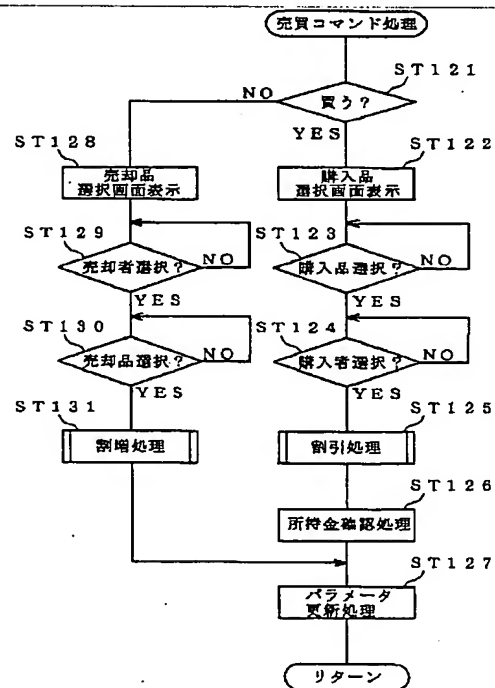 売買コマンド処理
ST121
買う?
NO
YES
ST128
売却品
選択画面表示
ST122
購入品
選択画面表示
ST129
売却者選択?
NO
YES
ST123
購入品選択?
NO
YES
ST130
売却品選択?
NO
YES
ST124
購入者選択?
NO
YES
ST131
割増処理
ST125
割引処理
ST126
所持金確認処理
ST127
パラメータ
更新処理
リターン